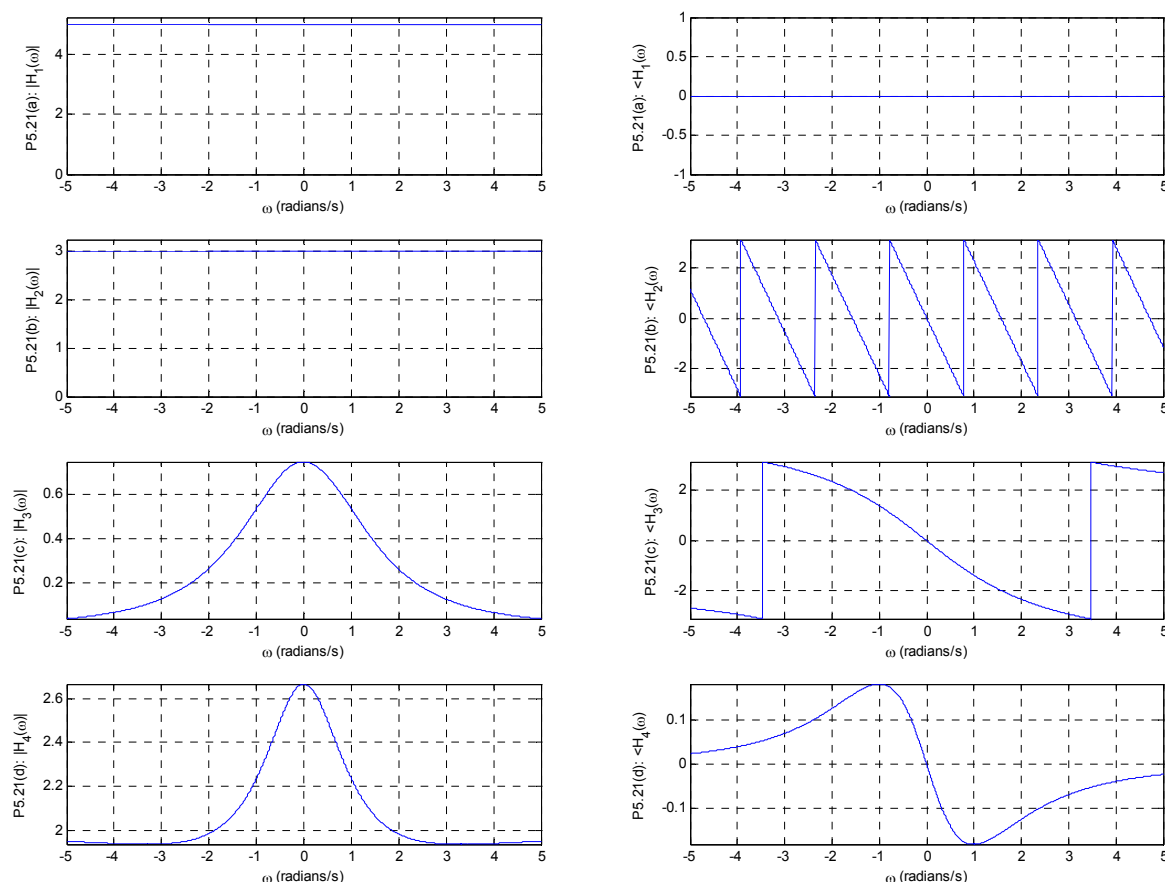 P5.21(a): |H1(ω)|
4
2
0
-5 -4 -3 -2 -1 0 1 2 3 4 5
ω (radians/s)
P5.21(a): <H1(ω)
1
0.5
0
-0.5
-1
-5 -4 -3 -2 -1 0 1 2 3 4 5
ω (radians/s)
P5.21(b): |H2(ω)|
3
2
1
0
-5 -4 -3 -2 -1 0 1 2 3 4 5
ω (radians/s)
P5.21(b): <H2(ω)
2
0
-2
-5 -4 -3 -2 -1 0 1 2 3 4 5
ω (radians/s)
P5.21(c): |H3(ω)|
0.6
0.4
0.2
-5 -4 -3 -2 -1 0 1 2 3 4 5
ω (radians/s)
P5.21(c): <H3(ω)
2
0
-2
-5 -4 -3 -2 -1 0 1 2 3 4 5
ω (radians/s)
P5.21(d): |H4(ω)|
2.6
2.4
2.2
2
-5 -4 -3 -2 -1 0 1 2 3 4 5
ω (radians/s)
P5.21(d): <H4(ω)
0.1
0
-0.1
-5 -4 -3 -2 -1 0 1 2 3 4 5
ω (radians/s)